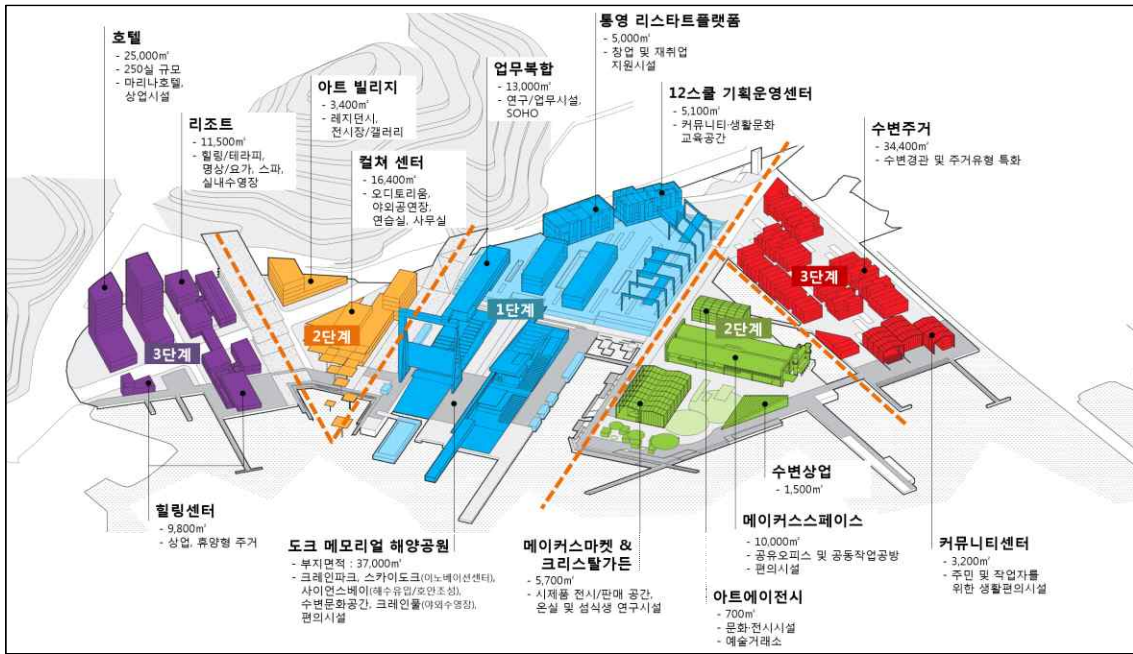 호텔
- 25,000㎡
- 250실 규모
- 마리나호텔,
상업시설
리조트
- 11,500㎡
- 힐링/테라피,
명상/요가, 스파,
실내수영장
아트 빌리지
- 3,400㎡
- 레지던시,
전시장/갤러리
컬쳐 센터
- 16,400㎡
- 오디토리움,
야외공연장,
연습실, 사무실
업무복합
- 13,000㎡
- 연구/업무시설,
SOHO
통영 리스타트플랫폼
- 5,000㎡
- 창업 및 재취업
지원시설
12스쿨 기획운영센터
- 5,100㎡
- 커뮤니티·생활문화
교육공간
수변주거
- 34,400㎡
- 수변경관 및 주거유형 특화
3단계
2단계
1단계
2단계
3단계
힐링센터
- 9,800㎡
- 상업, 휴양형 주거
도크 메모리얼 해양공원
- 부지면적 : 37,000㎡
- 크레인파크, 스카이도크(이노베이션센터),
사이언스베이(해수유입/호안조성),
수변문화공간, 크레인풀(야외수영장),
편의시설
메이커스마켓 &
크리스탈가든
- 5,700㎡
- 시제품 전시/판매 공간,
온실 및 섬식생 연구시설
아트에이전시
- 700㎡
- 문화·전시시설
- 예술거래소
메이커스스페이스
- 10,000㎡
- 공유오피스 및 공동작업공방
- 편의시설
수변상업
- 1,500㎡
커뮤니티센터
- 3,200㎡
- 주민 및 작업자를
위한 생활편의시설